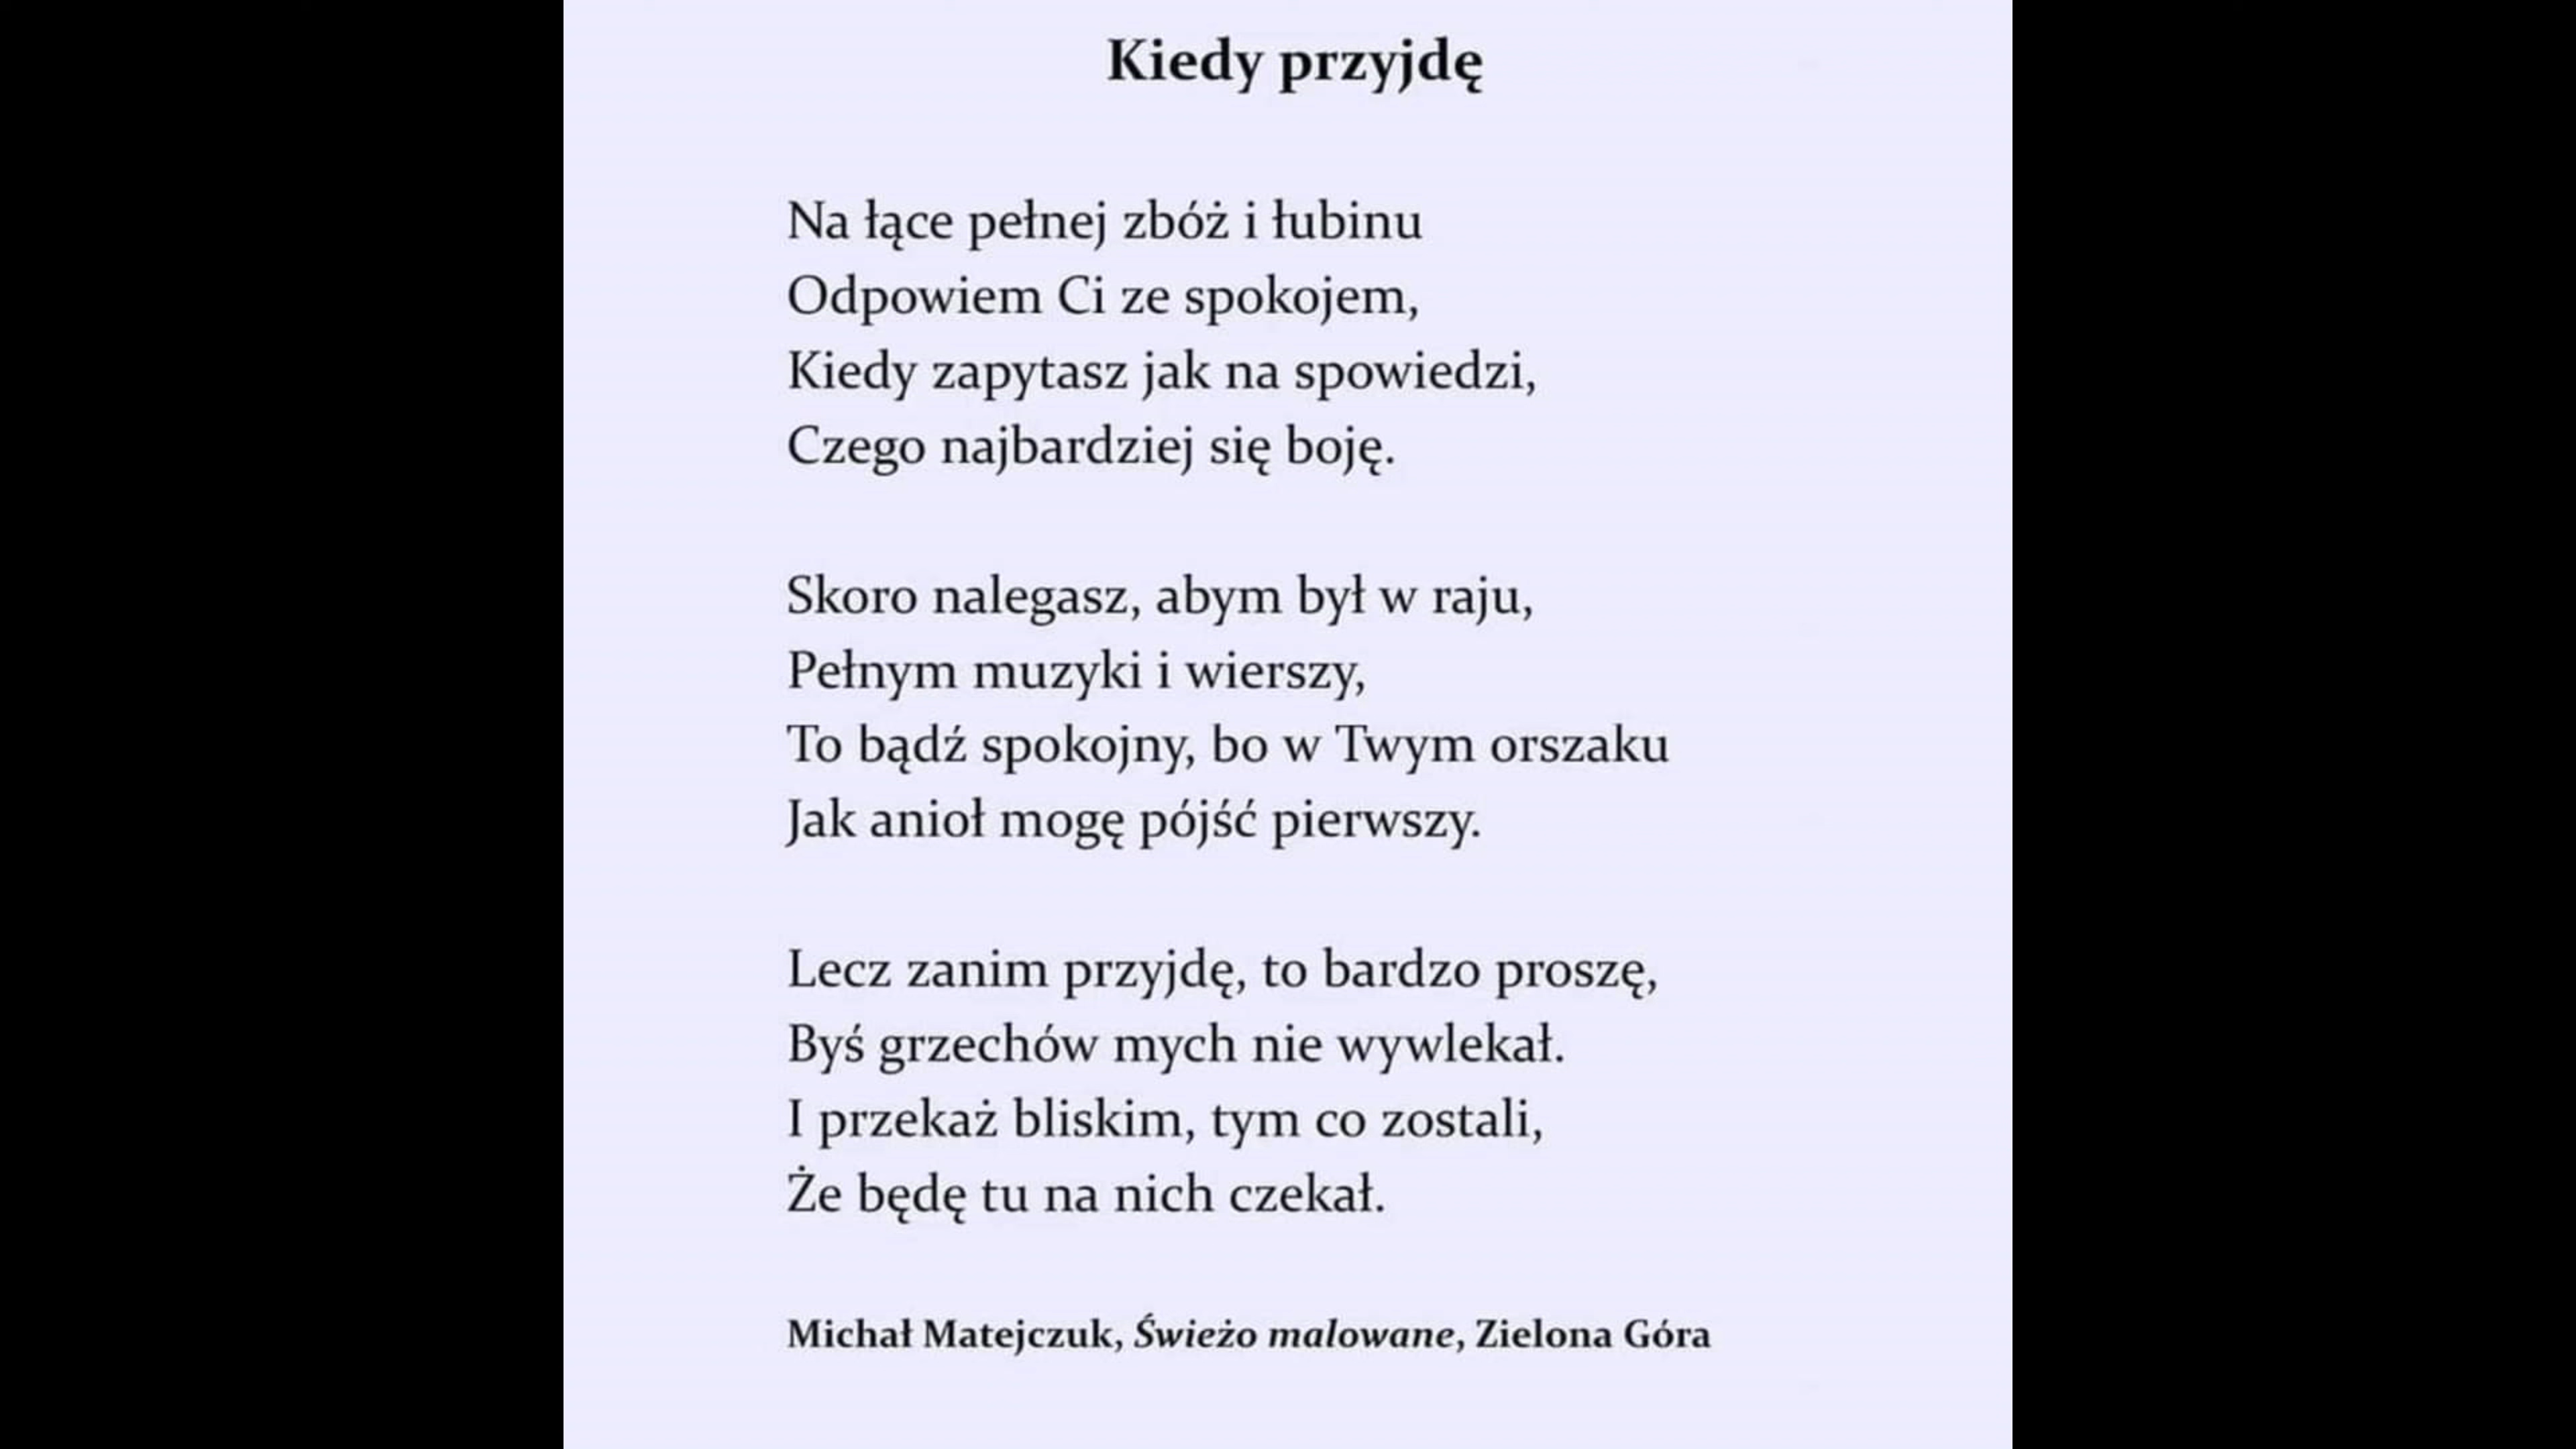 Kiedy przyjdę
Na łące pełnej zbóż i łubinu
Odpowiem Ci ze spokojem,
Kiedy zapytasz jak na spowiedzi,
Czego najbardziej się boję.
Skoro nalegasz, abym był w raju,
Pełnym muzyki i wierszy,
To bądź spokojny, bo w Twym orszaku
Jak anioł mogę pójść pierwszy.
Lecz zanim przyjdę, to bardzo proszę,
Byś grzechów mych nie wywlekał.
I przekaż bliskim, tym co zostali,
Że będę tu na nich czekał.
Michał Matejczuk, Świeżo malowane, Zielona Góra